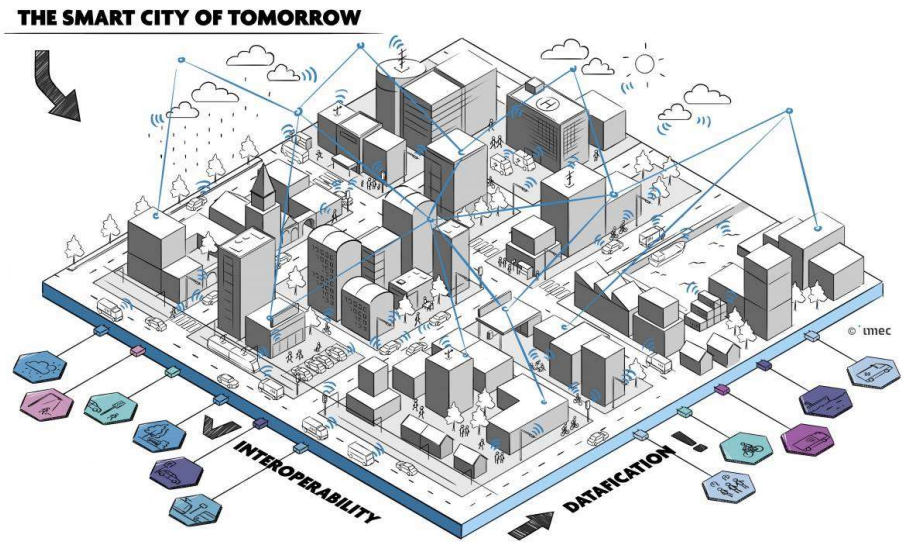 THE SMART CITY OF TOMORROW
H
© imec
INTEROPERABILITY
DATAFICATION